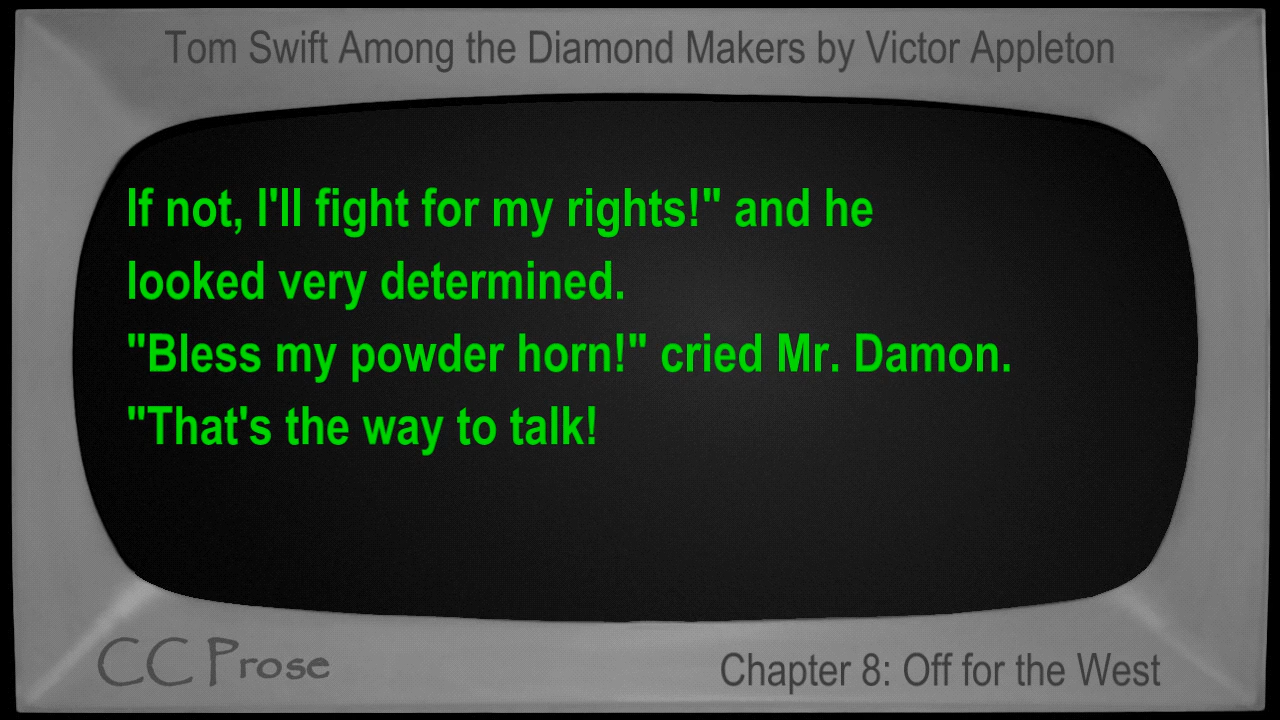 Tom Swift Among the Diamond Makers by Victor Appleton
If not, I'll fight for my rights!" and he
looked very determined.
"Bless my powder horn!" cried Mr. Damon.
"That's the way to talk!
CC Prose
Chapter 8: Off for the West